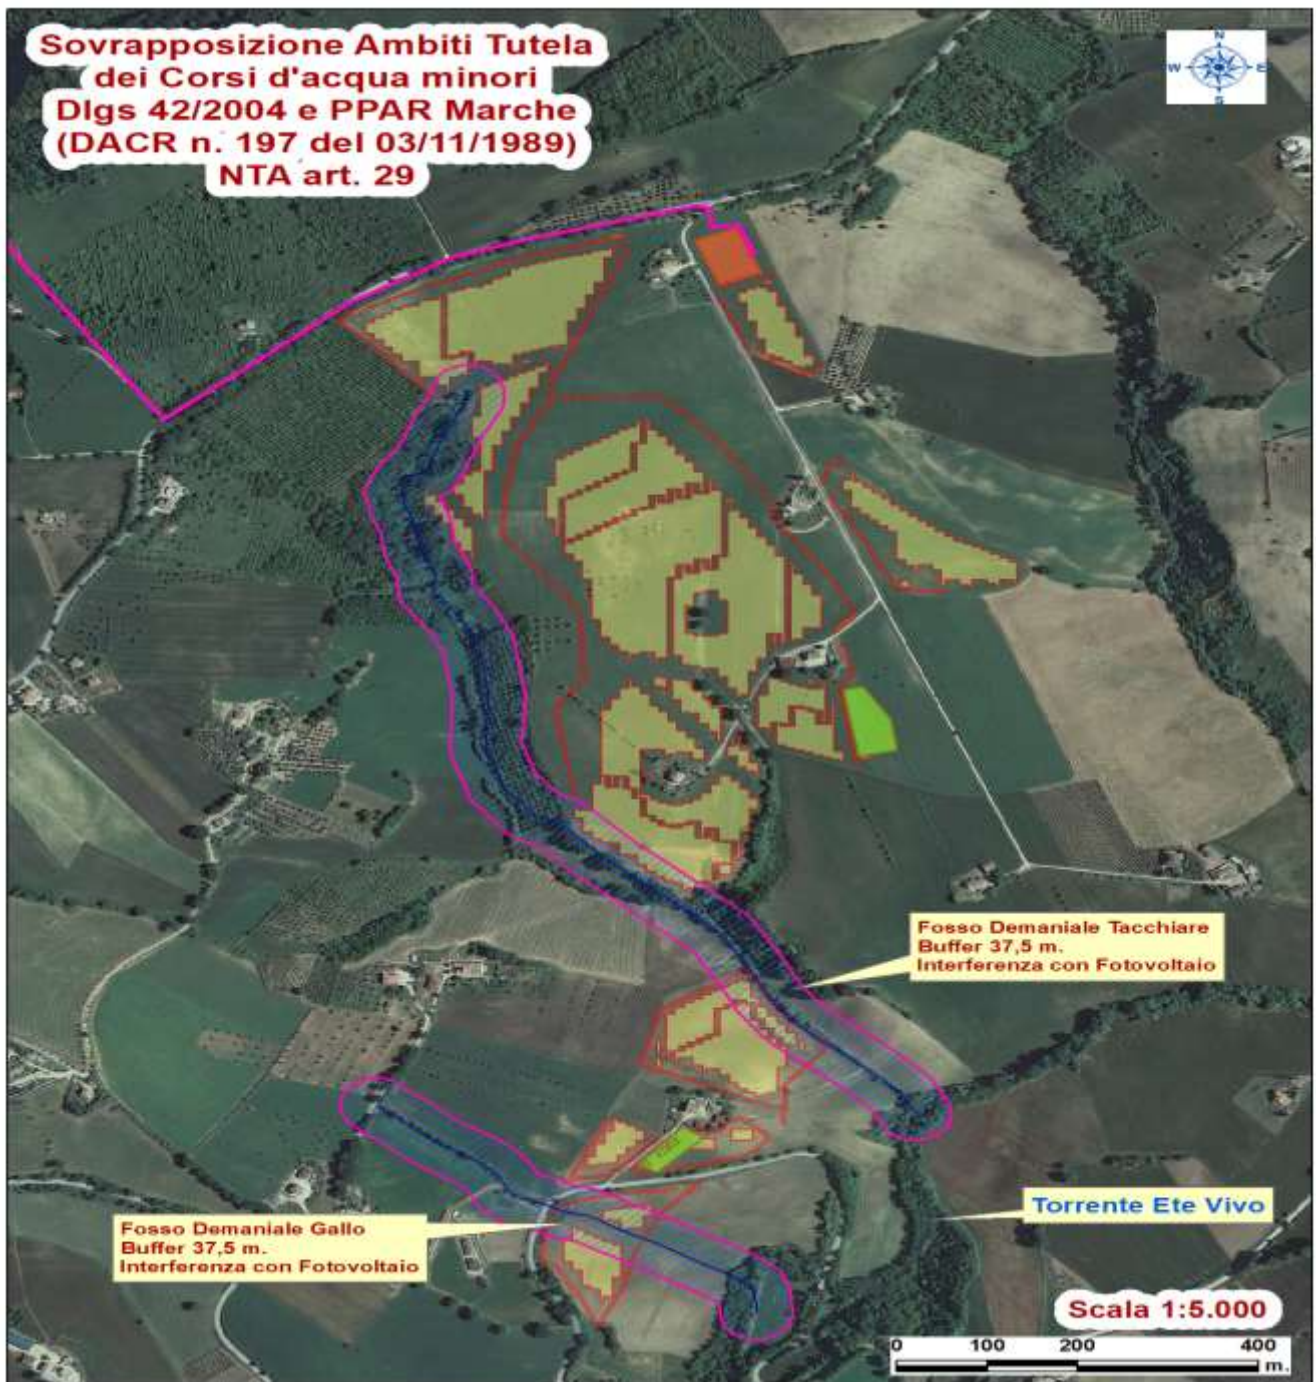 Sovrapposizione Ambiti Tutela
dei Corsi d'acqua minori
Dlgs 42/2004 e PPAR Marche
(DACR n. 197 del 03/11/1989)
NTA art. 29
N
W E
S
Fosso Demaniale Tacchiare
Buffer 37,5 m.
Interferenza con Fotovoltaio
Fosso Demaniale Gallo
Buffer 37,5 m.
Interferenza con Fotovoltaio
Torrente Ete Vivo
Scala 1:5.000
0 100 200 400
m.